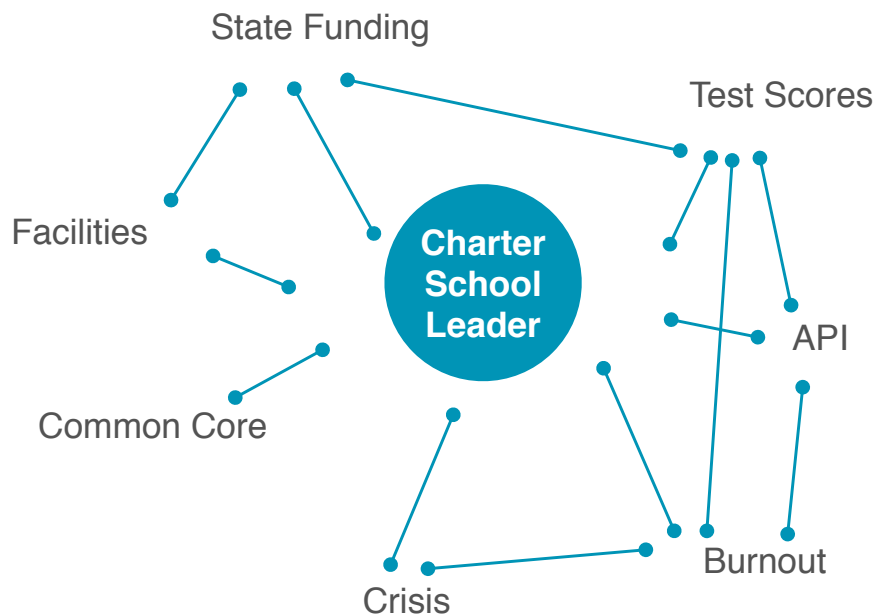 State Funding
Test Scores
Facilities
Charter
School
Leader
API
Common Core
Burnout
Crisis